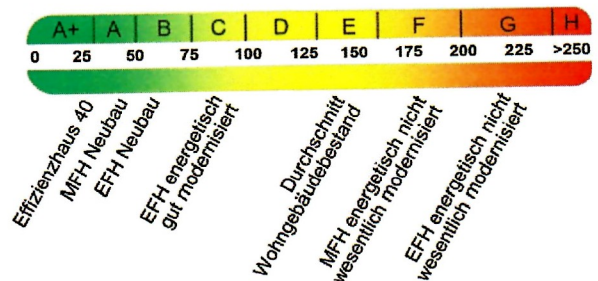 A+ A B C D E F G H
0 25 50 75 100 125 150 175 200 225 >250
Effizienzhaus 40
MFH Neubau
EFH Neubau
EFH energetisch
gut modernisiert
Durchschnitt
Wohngebäudebestand
MFH energetisch nicht
wesentlich modernisiert
EFH energetisch nicht
wesentlich modernisiert